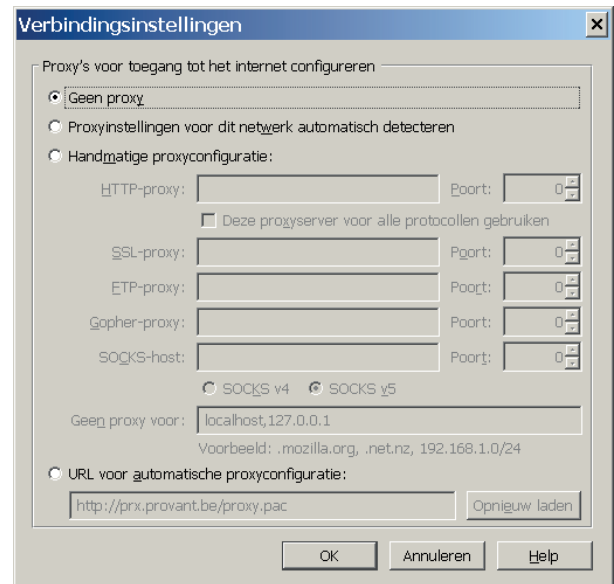 Verbindingsinstellingen
Proxy's voor toegang tot het internet configureren
Geen proxy
Proxyinstellingen voor dit netwerk automatisch detecteren
Handmatige proxyconfiguratie:
HTTP-proxy: Poort: 0
Deze proxyserver voor alle protocollen gebruiken
SSL-proxy: Poort: 0
FTP-proxy: Poort: 0
Gopher-proxy: Poort: 0
SOCKS-host: Poort: 0
SOCKS v4 SOCKS v5
Geen proxy voor: localhost,127.0.0.1
Voorbeeld: .mozilla.org, .net.nz, 192.168.1.0/24
URL voor automatische proxyconfiguratie:
http://prx.provant.be/proxy.pac Opnieuw laden
OK Annuleren Help